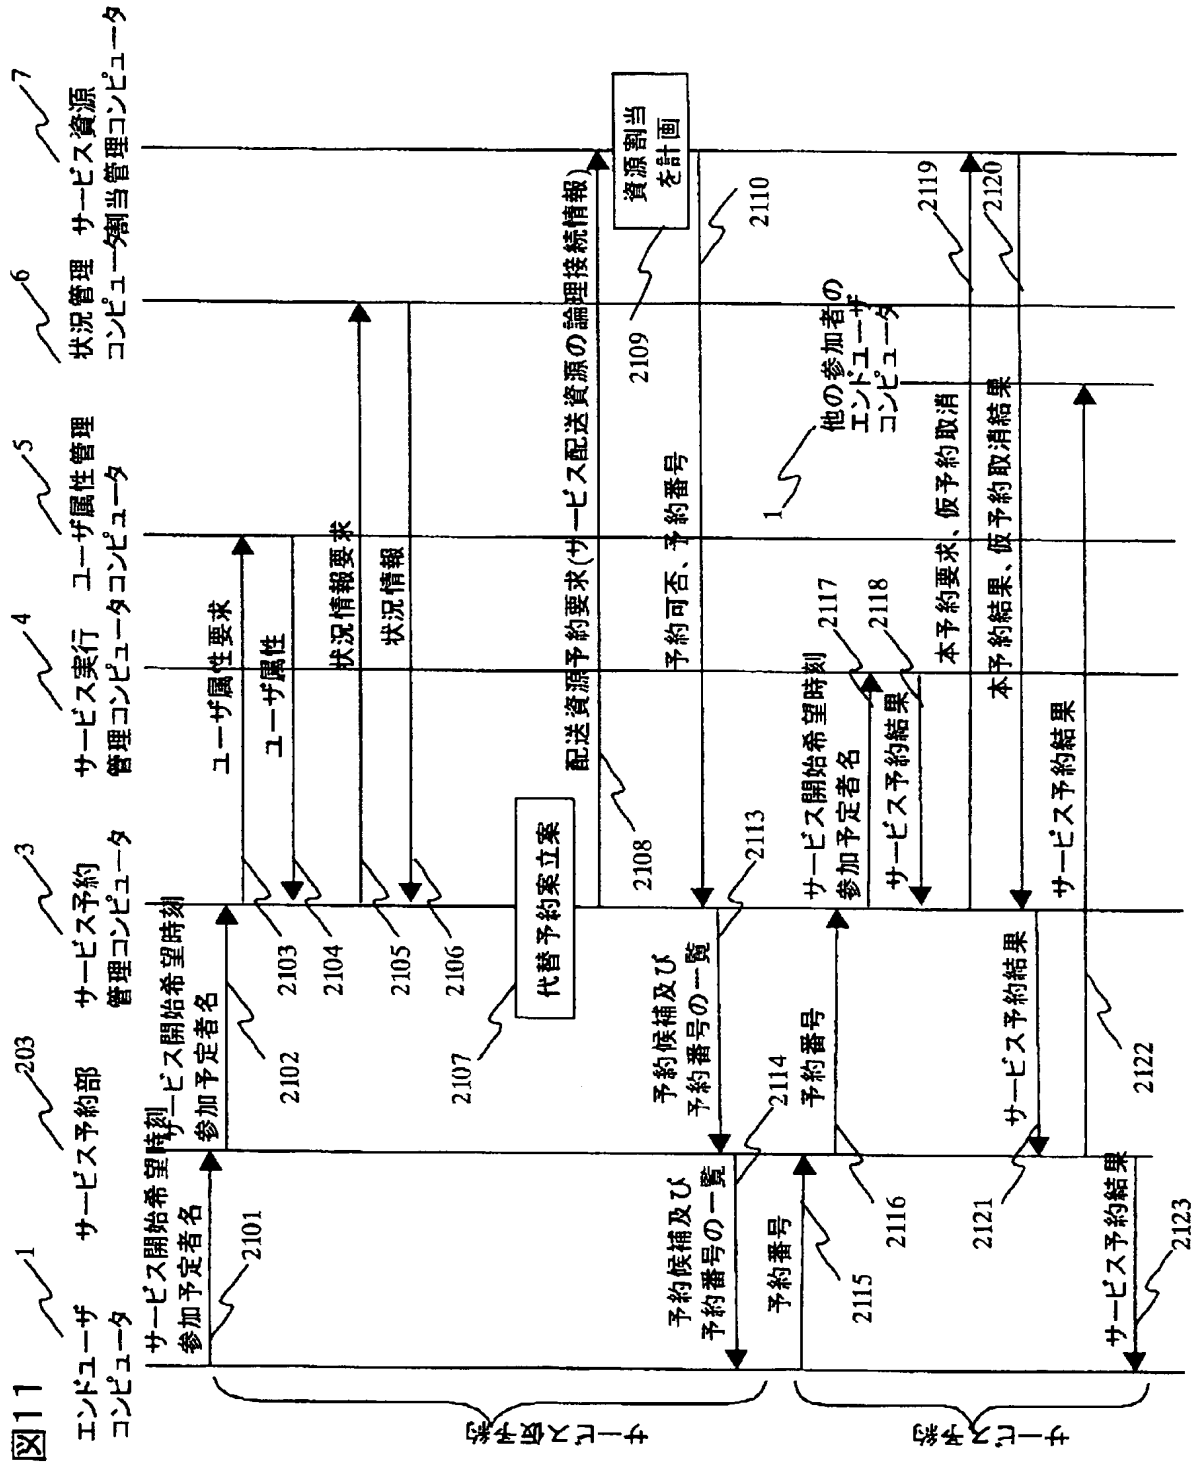 図11
1
エンドユーザ
コンピュータ
203
サービス予約部
3
サービス予約
管理コンピュータ
4
サービス実行
管理コンピュータ
5
ユーザ属性管理
コンピュータ
6
状況管理
コンピュータ
7
サービス資源
割当管理コンピュータ
サービス仮予約
サービス開始希望時刻
参加予定者名
2101
サービス開始希望時刻
参加予定者名
2102
ユーザ属性要求
2103
ユーザ属性
2104
状況情報要求
2105
状況情報
2106
代替予約案立案
2107
配送資源予約要求(サービス配送資源の論理接続情報)
2108
資源割当
を計画
2109
予約可否、予約番号
2110
予約候補及び
予約番号の一覧
2113
予約候補及び
予約番号の一覧
2114
サービス予約
予約番号
2115
予約番号
2116
サービス開始希望時刻
参加予定者名
2117
サービス予約結果
2118
1
他の参加者の
エンドユーザ
コンピュータ
本予約要求、仮予約取消
2119
本予約結果、仮予約取消結果
2120
サービス予約結果
2121
サービス予約結果
2122
サービス予約結果
2123